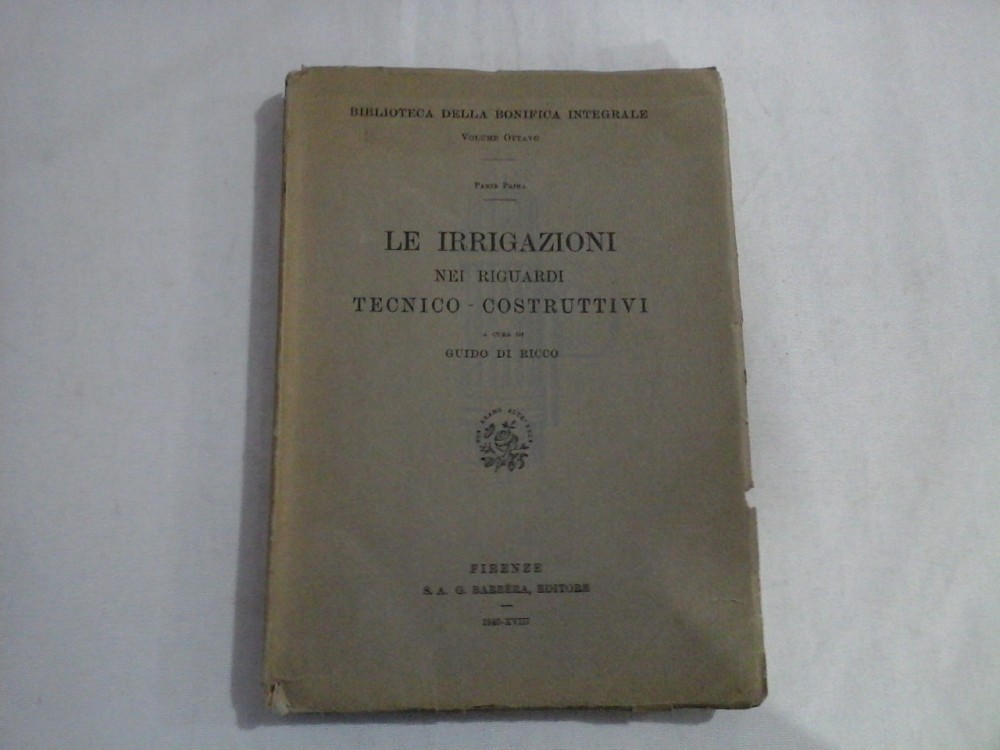 BIBLIOTECA DELLA BONIFICA INTEGRALE
VOLUME OTTAVO
PARTE PRIMA
LE IRRIGAZIONI
NEI RIGUARDI
TECNICO - COSTRUTTIVI
A CURA DI
GUIDO DI RICCO
FIRENZE
S. A. G. BARBÈRA, EDITORE
1940-XVIII